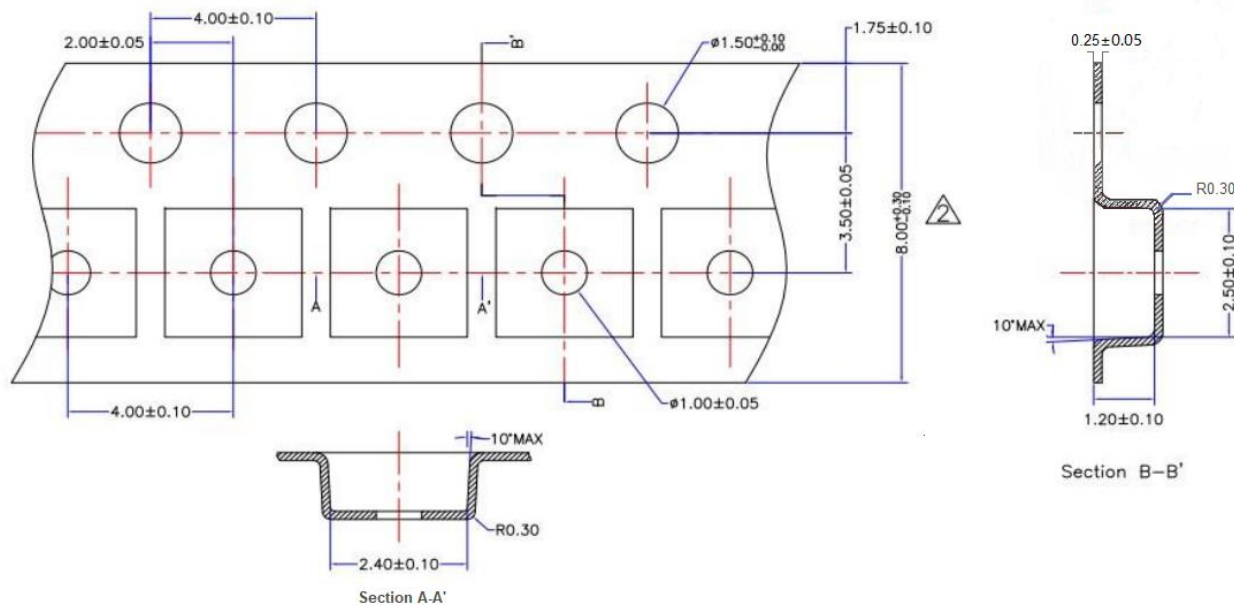 4.00±0.10
2.00±0.05
B'
ø1.50+0.10-0.00
1.75±0.10
3.50±0.05
8.00+0.30-0.10
2
A
A'
B
ø1.00±0.05
4.00±0.10
10°MAX
R0.30
2.40±0.10
Section A-A'
0.25±0.05
R0.30
2.50±0.10
10°MAX
1.20±0.10
Section B-B'